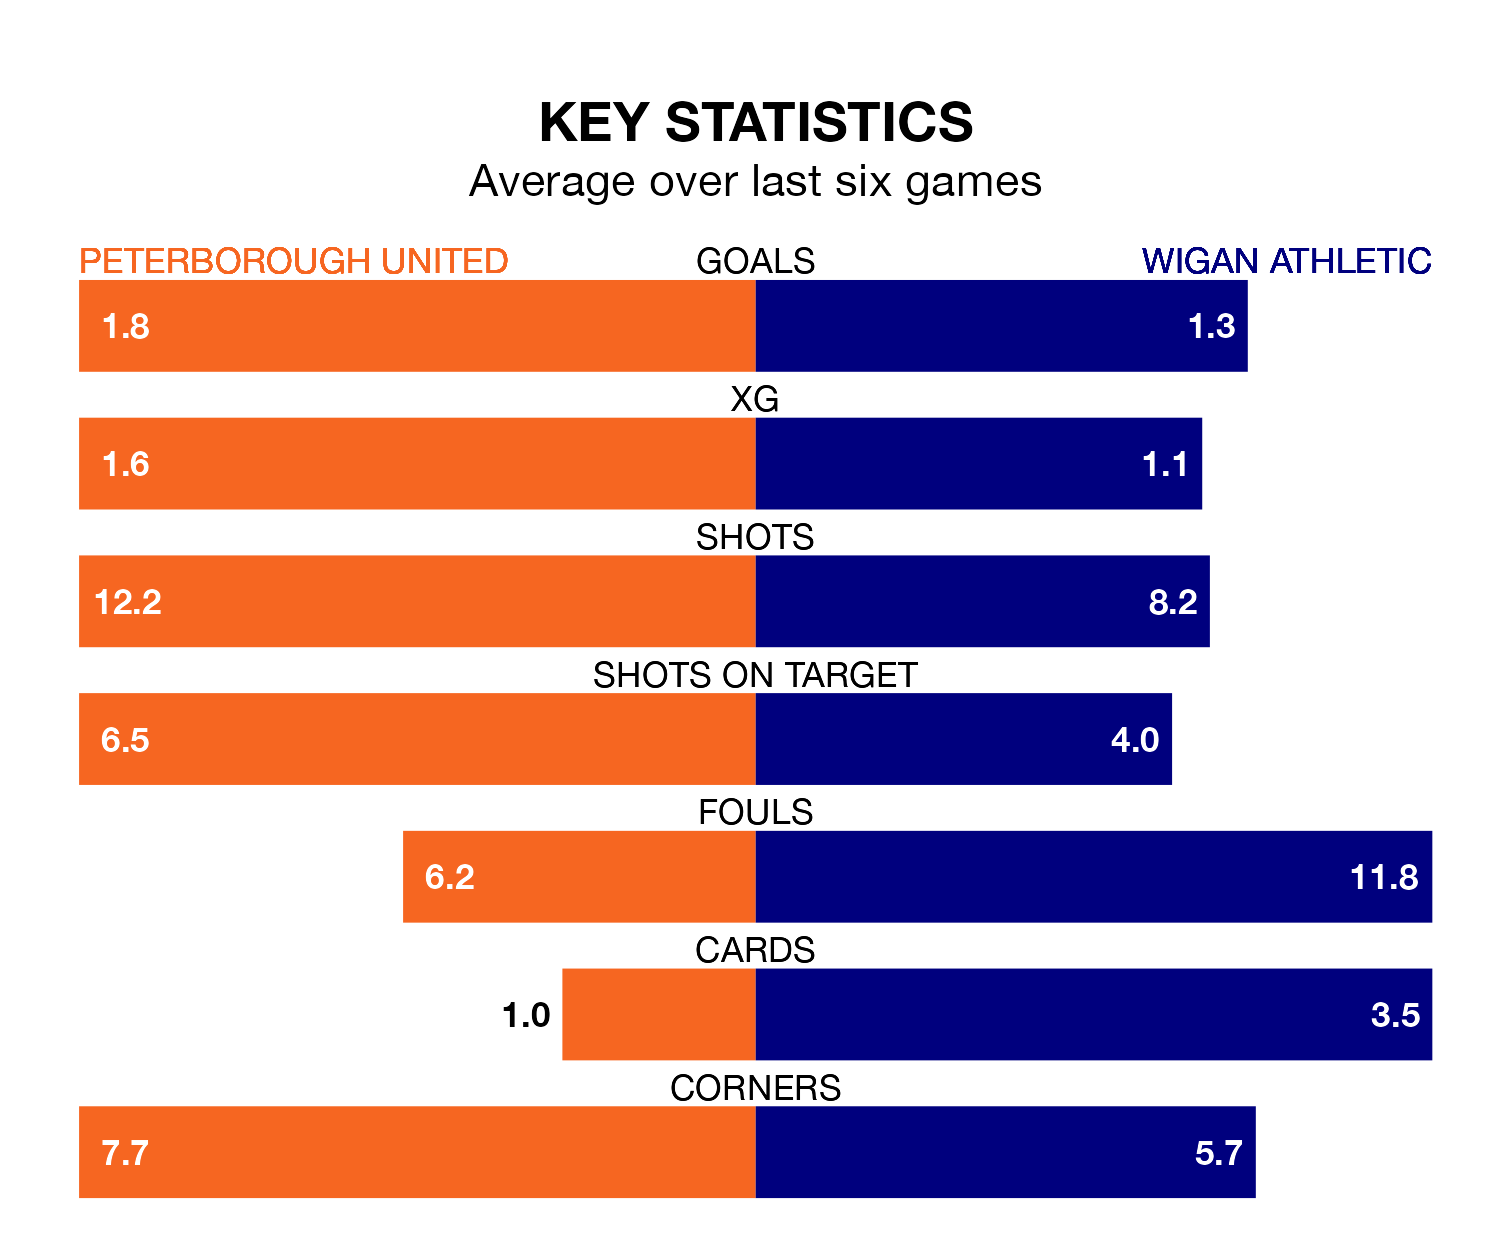 KEY STATISTICS
Average over last six games
PETERBOROUGH UNITED GOALS WIGAN ATHLETIC
1.8 1.3
XG
1.6 1.1
SHOTS
12.2 8.2
SHOTS ON TARGET
6.5 4.0
FOULS
6.2 11.8
CARDS
1.0 3.5
CORNERS
7.7 5.7